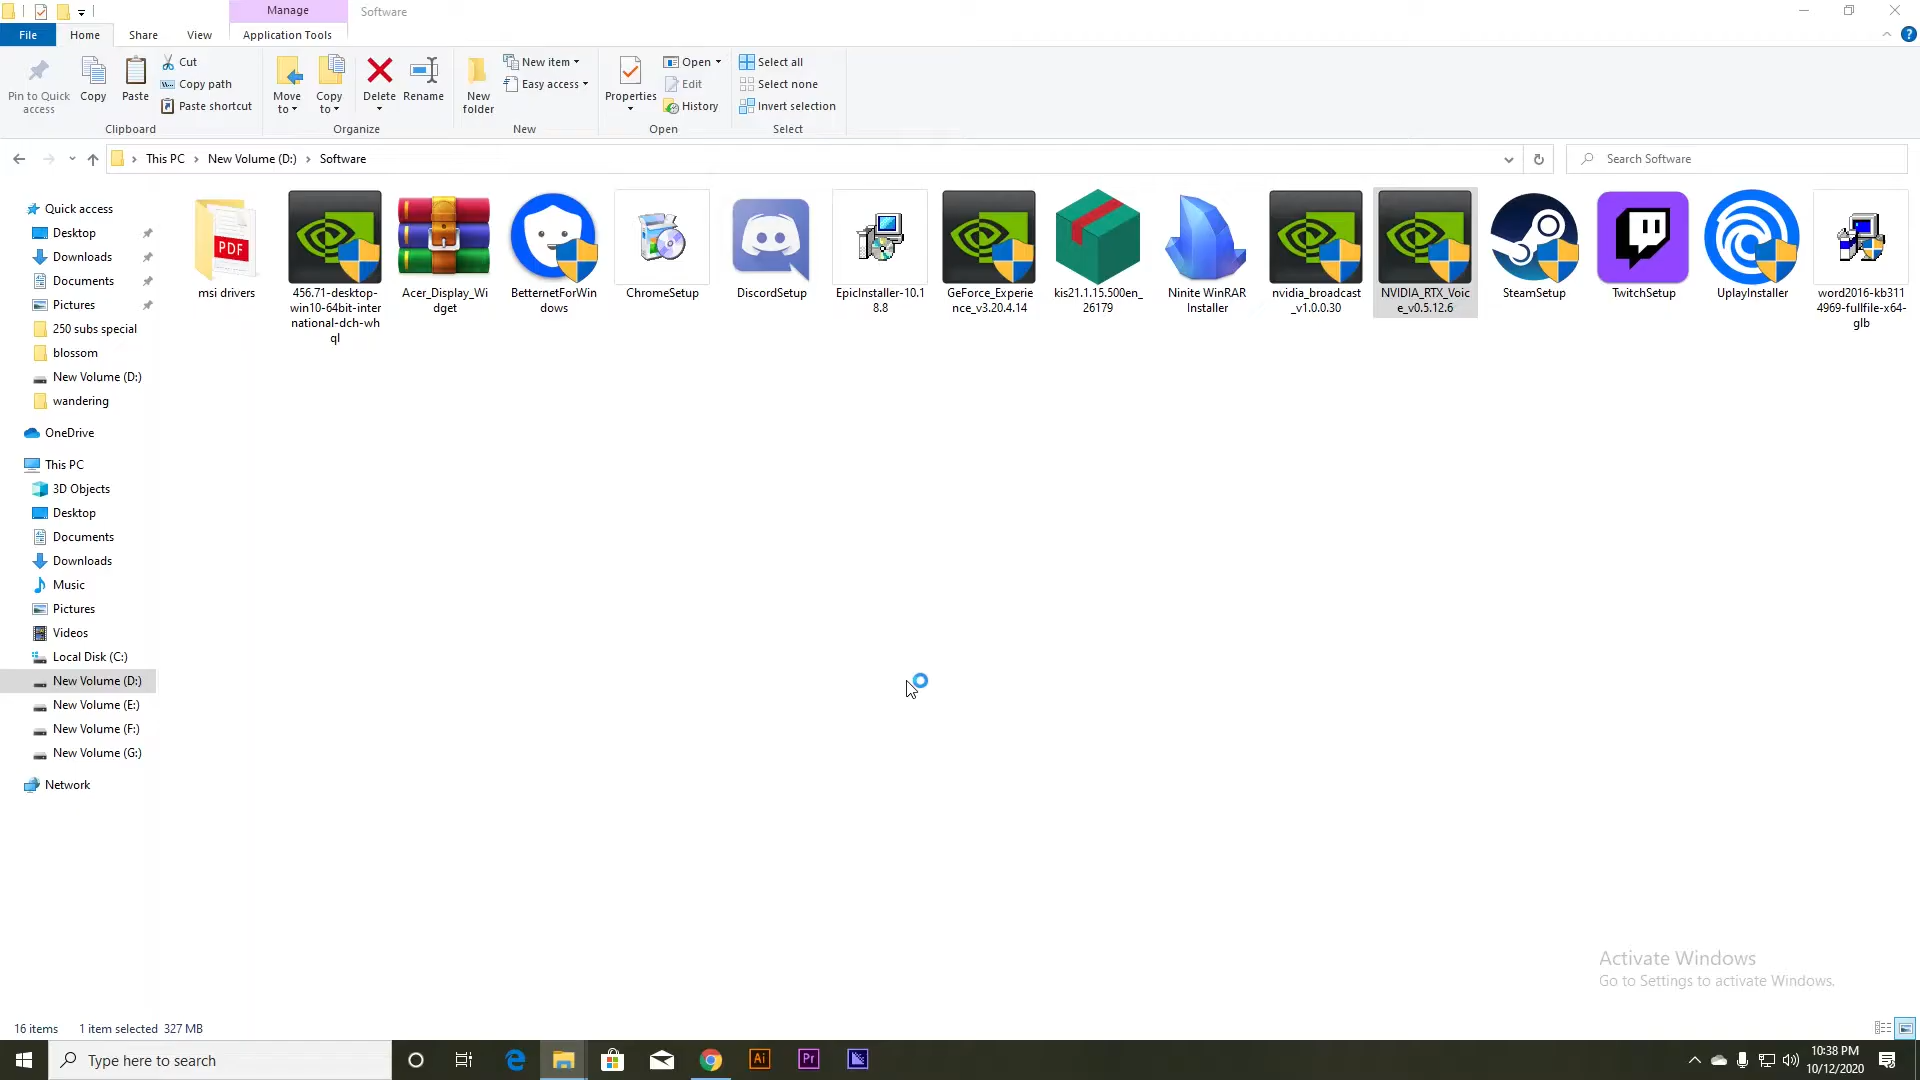 Manage
Software
File
Home
Share
View
Application Tools
Pin to Quick
access
Copy
Paste
Cut
Copy path
Paste shortcut
Clipboard
Move
to
Copy
to
Delete
Rename
Organize
New
folder
New item
Easy access
New
Properties
Open
Edit
History
Open
Select all
Select none
Invert selection
Select
This PC
New Volume (D:)
Software
Search Software
Quick access
Desktop
Downloads
Documents
Pictures
250 subs special
blossom
New Volume (D:)
wandering
OneDrive
This PC
3D Objects
Desktop
Documents
Downloads
Music
Pictures
Videos
Local Disk (C:)
New Volume (D:)
New Volume (E:)
New Volume (F:)
New Volume (G:)
Network
PDF
msi drivers
456.71-desktop-
win10-64bit-inter
national-dch-wh
ql
Acer_Display_Wi
dget
BetternetForWin
dows
ChromeSetup
DiscordSetup
EpicInstaller-10.1
8.8
GeForce_Experie
nce_v3.20.4.14
kis21.1.15.500en_
26179
Ninite WinRAR
Installer
nvidia_broadcast
_v1.0.0.30
NVIDIA_RTX_Voic
e_v0.5.12.6
SteamSetup
TwitchSetup
UplayInstaller
word2016-kb311
4969-fullfile-x64-
glb
Activate Windows
Go to Settings to activate Windows.
16 items
1 item selected 327 MB
Type here to search
Ai
Pr
10:38 PM
10/12/2020